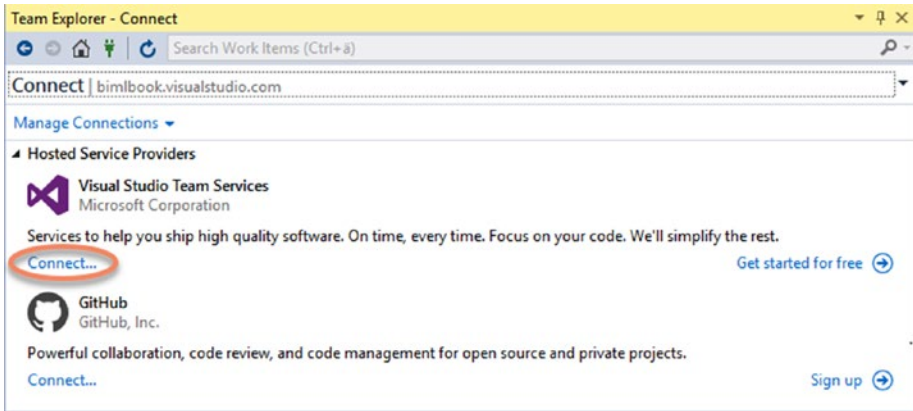 Team Explorer - Connect
Search Work Items (Ctrl+ä)
Connect | bimlbook.visualstudio.com
Manage Connections
Hosted Service Providers
Visual Studio Team Services
Microsoft Corporation
Services to help you ship high quality software. On time, every time. Focus on your code. We'll simplify the rest.
Connect... Get started for free
GitHub
GitHub, Inc.
Powerful collaboration, code review, and code management for open source and private projects.
Connect... Sign up